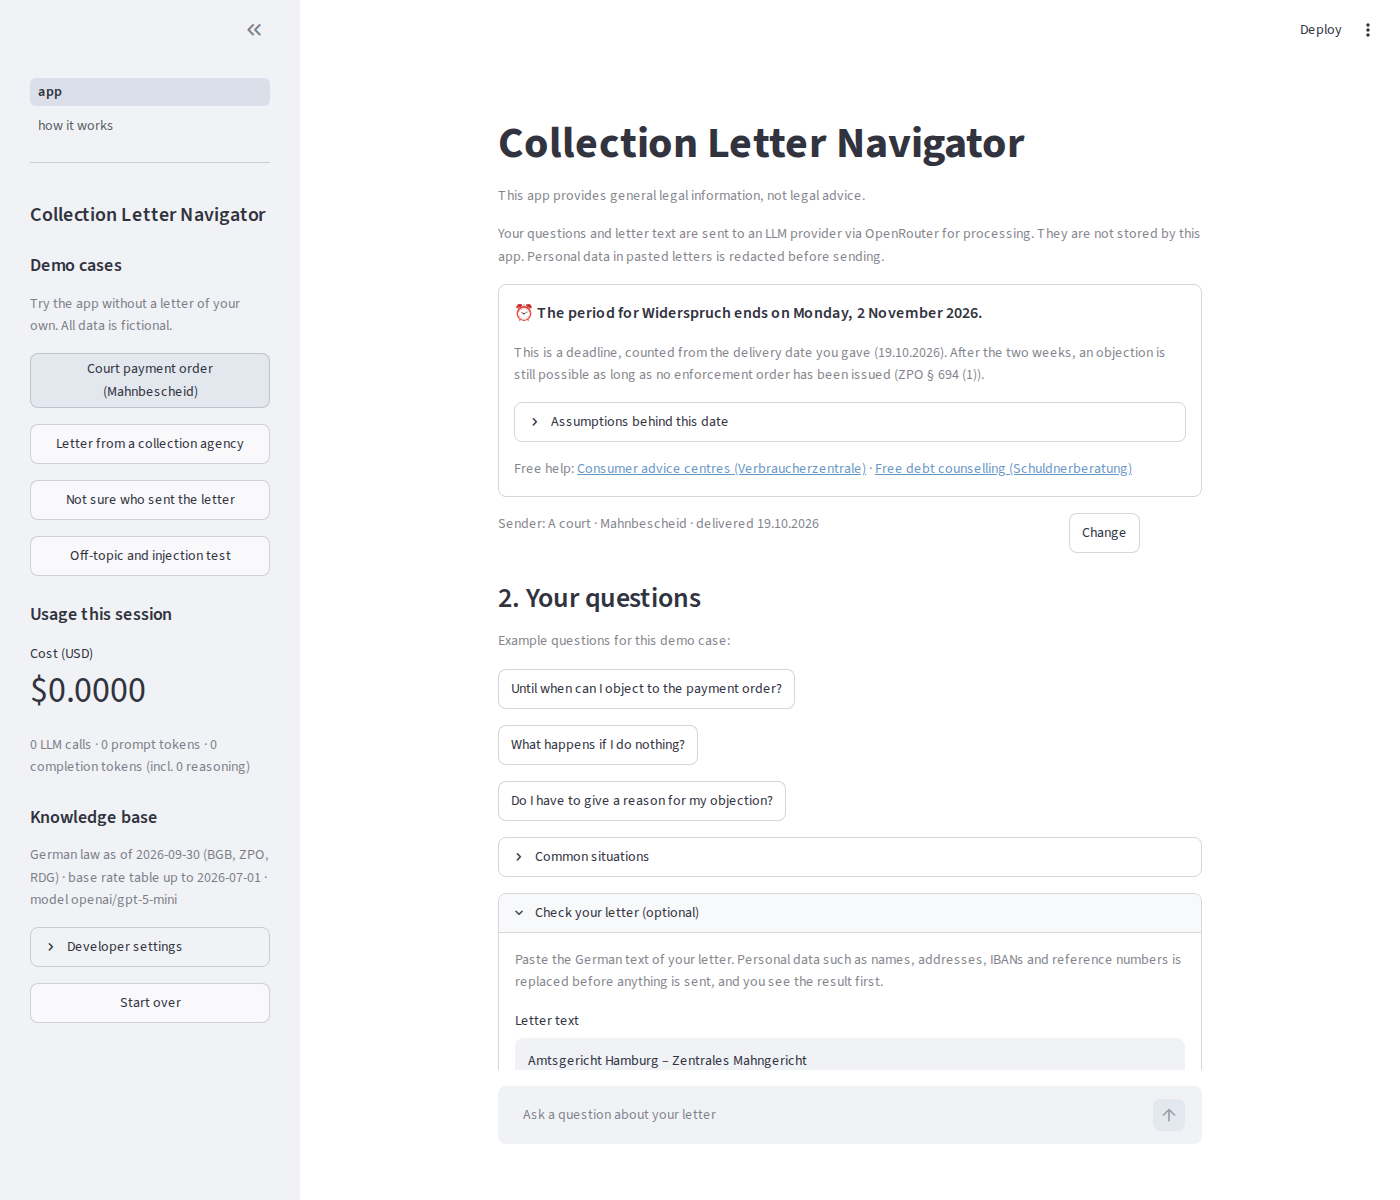 app
how it works
Collection Letter Navigator
Demo cases
Try the app without a letter of your
own. All data is fictional.
Court payment order
(Mahnbescheid)
Letter from a collection agency
Not sure who sent the letter
Off-topic and injection test
Usage this session
Cost (USD)
$0.0000
0 LLM calls · 0 prompt tokens · 0
completion tokens (incl. 0 reasoning)
Knowledge base
German law as of 2026-09-30 (BGB, ZPO,
RDG) · base rate table up to 2026-07-01 ·
model openai/gpt-5-mini
Developer settings
Start over
Deploy
Collection Letter Navigator
This app provides general legal information, not legal advice.
Your questions and letter text are sent to an LLM provider via OpenRouter for processing. They are not stored by this
app. Personal data in pasted letters is redacted before sending.
⏰ The period for Widerspruch ends on Monday, 2 November 2026.
This is a deadline, counted from the delivery date you gave (19.10.2026). After the two weeks, an objection is
still possible as long as no enforcement order has been issued (ZPO § 694 (1)).
Assumptions behind this date
Free help: Consumer advice centres (Verbraucherzentrale) · Free debt counselling (Schuldnerberatung)
Sender: A court · Mahnbescheid · delivered 19.10.2026
Change
2. Your questions
Example questions for this demo case:
Until when can I object to the payment order?
What happens if I do nothing?
Do I have to give a reason for my objection?
Common situations
Check your letter (optional)
Paste the German text of your letter. Personal data such as names, addresses, IBANs and reference numbers is
replaced before anything is sent, and you see the result first.
Letter text
Amtsgericht Hamburg – Zentrales Mahngericht
Ask a question about your letter